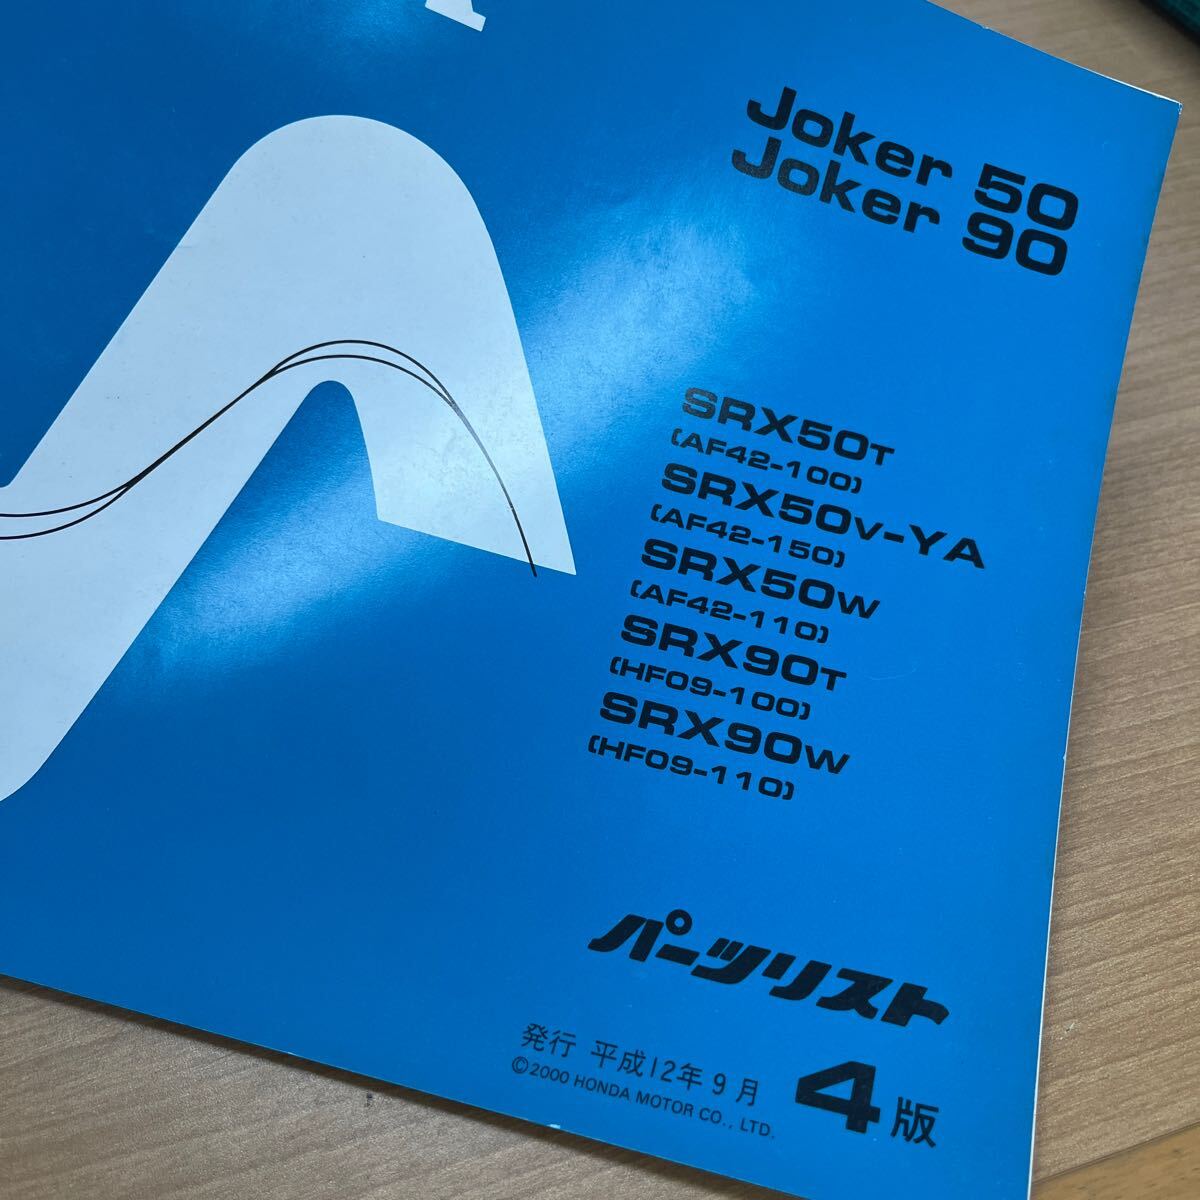 Joker 50
Joker 90
SRX50T
(AF42-100)
SRX50V-YA
(AF42-150)
SRX50W
(AF42-110)
SRX90T
(HF09-100)
SRX90W
(HF09-110)
パーツリスト
発行 平成12年9月 4版
©2000 HONDA MOTOR CO., LTD.